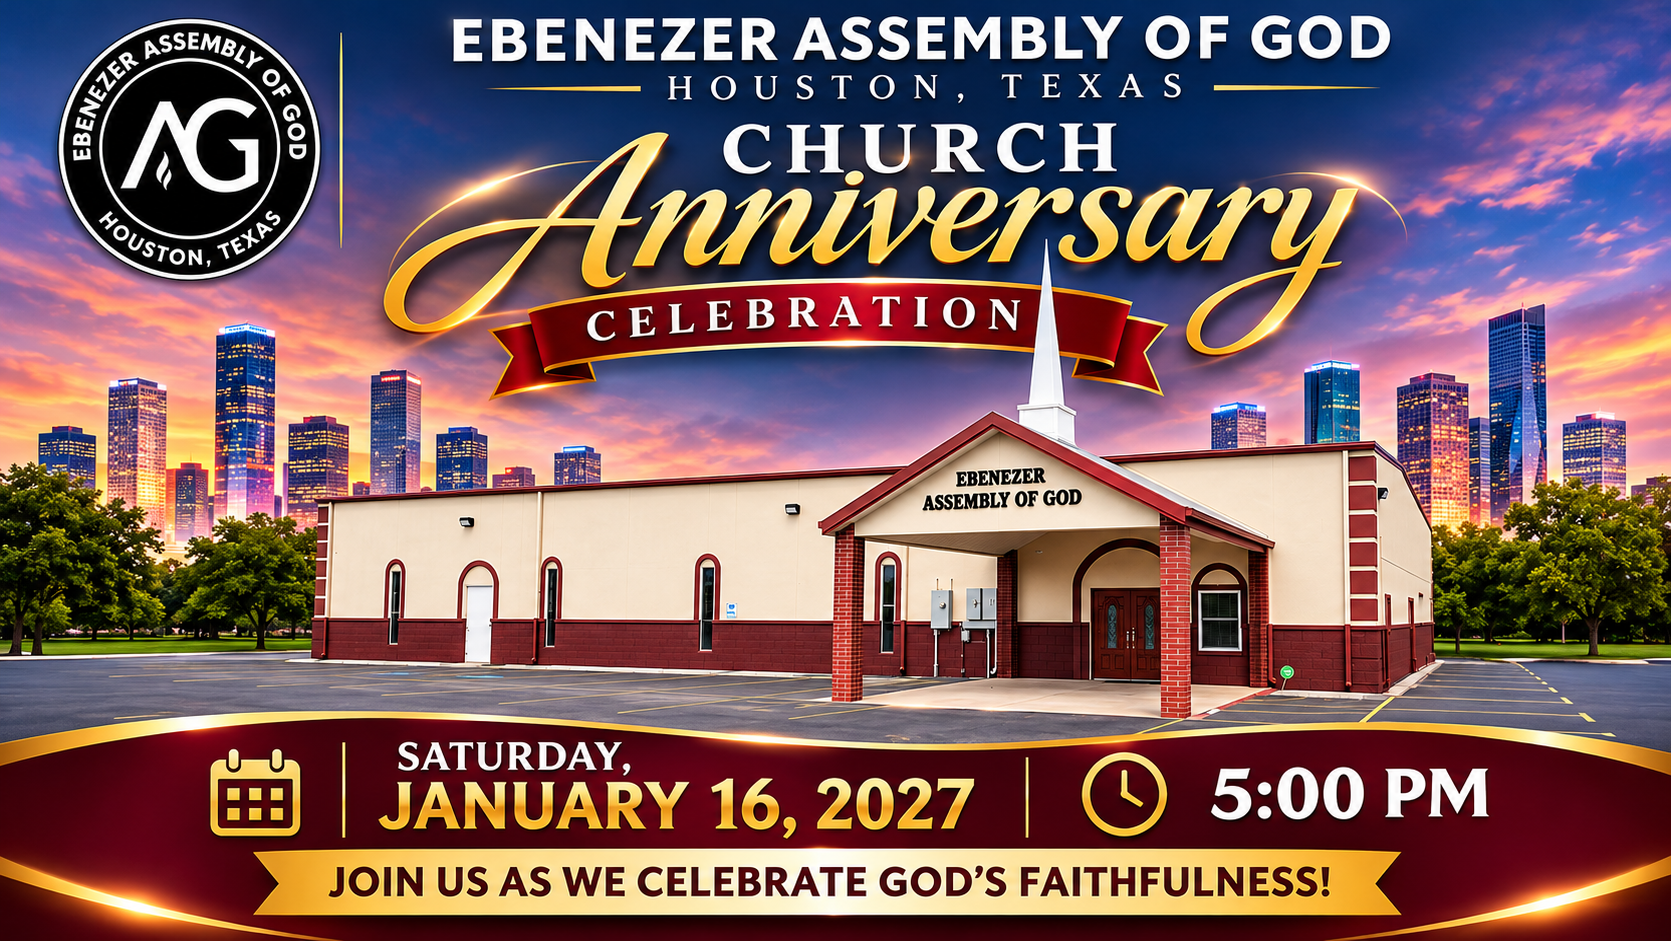 EBENEZER ASSEMBLY OF GOD
HOUSTON, TEXAS
AG
EBENEZER ASSEMBLY OF GOD
HOUSTON, TEXAS
CHURCH
Anniversary
CELEBRATION
EBENEZER
ASSEMBLY OF GOD
SATURDAY,
JANUARY 16, 2027
5:00 PM
JOIN US AS WE CELEBRATE GOD'S FAITHFULNESS!